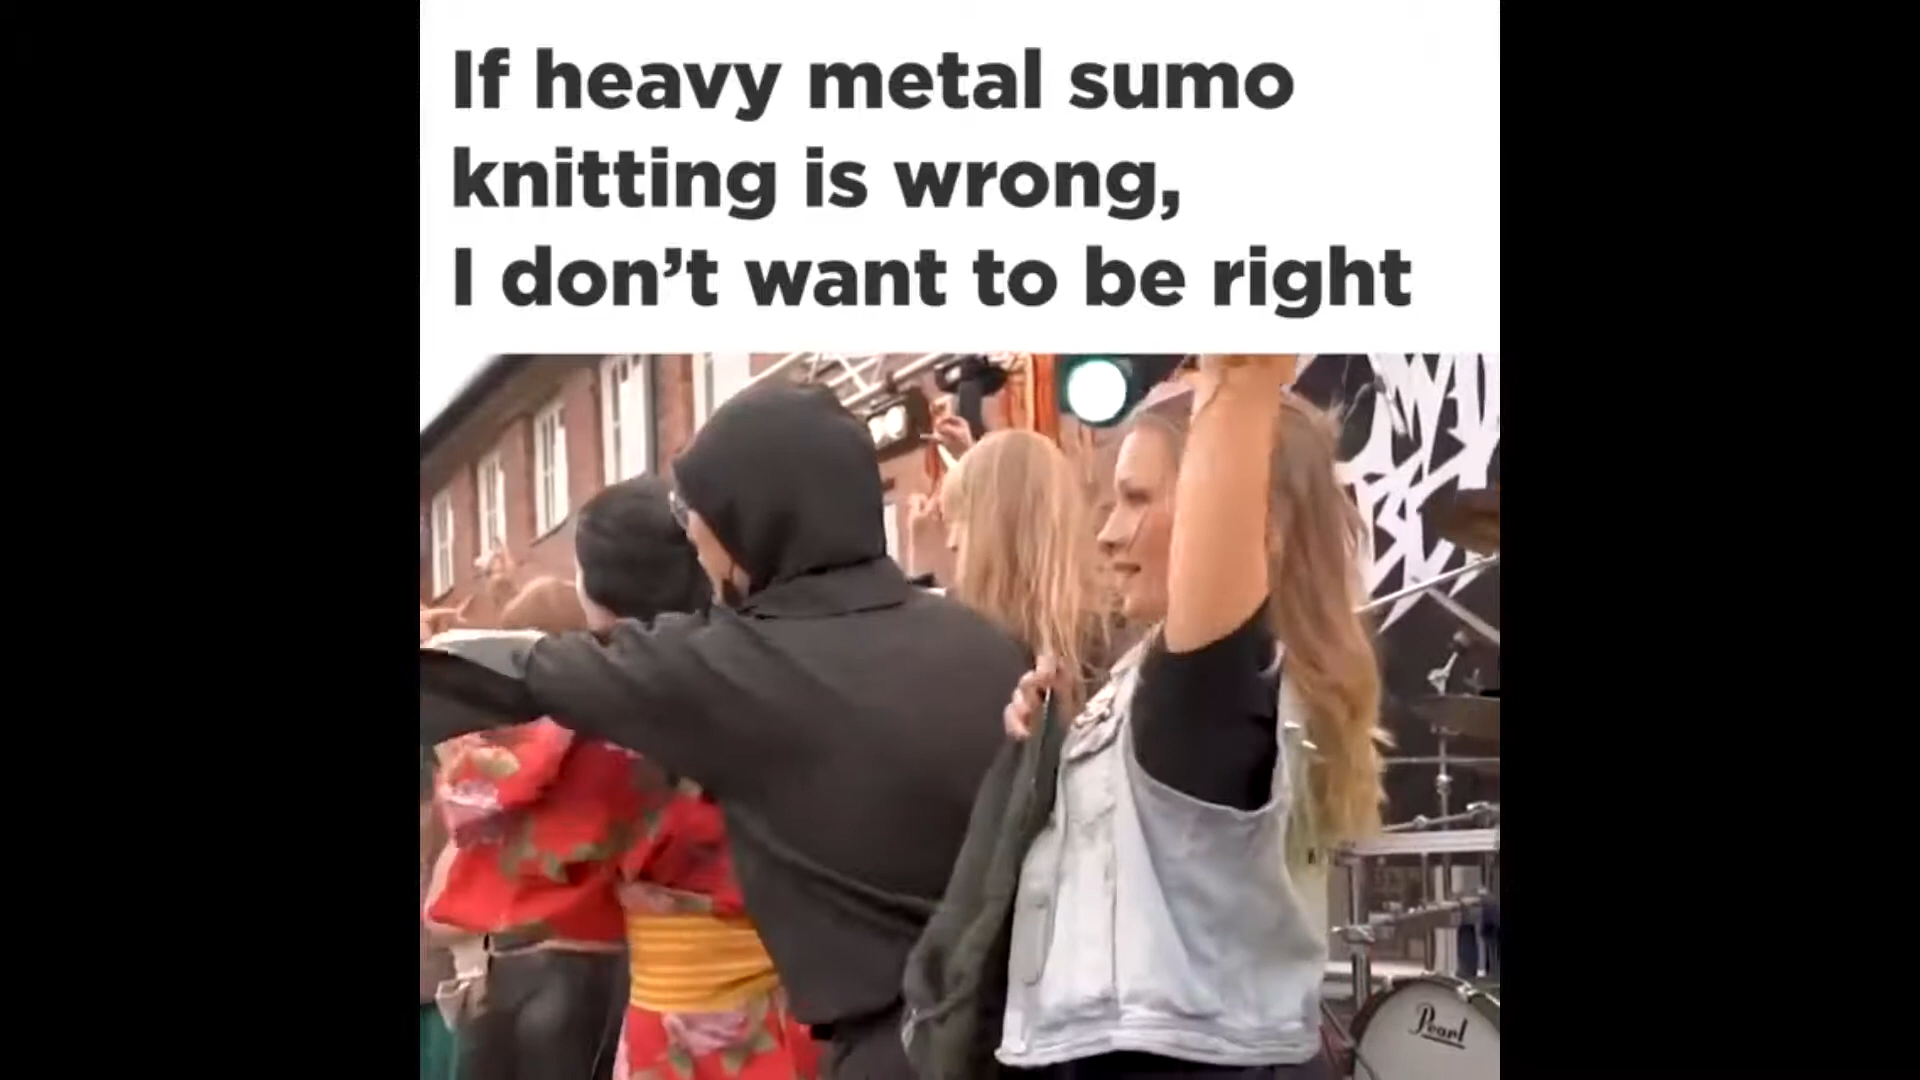 If heavy metal sumo
knitting is wrong,
I don’t want to be right
Pearl